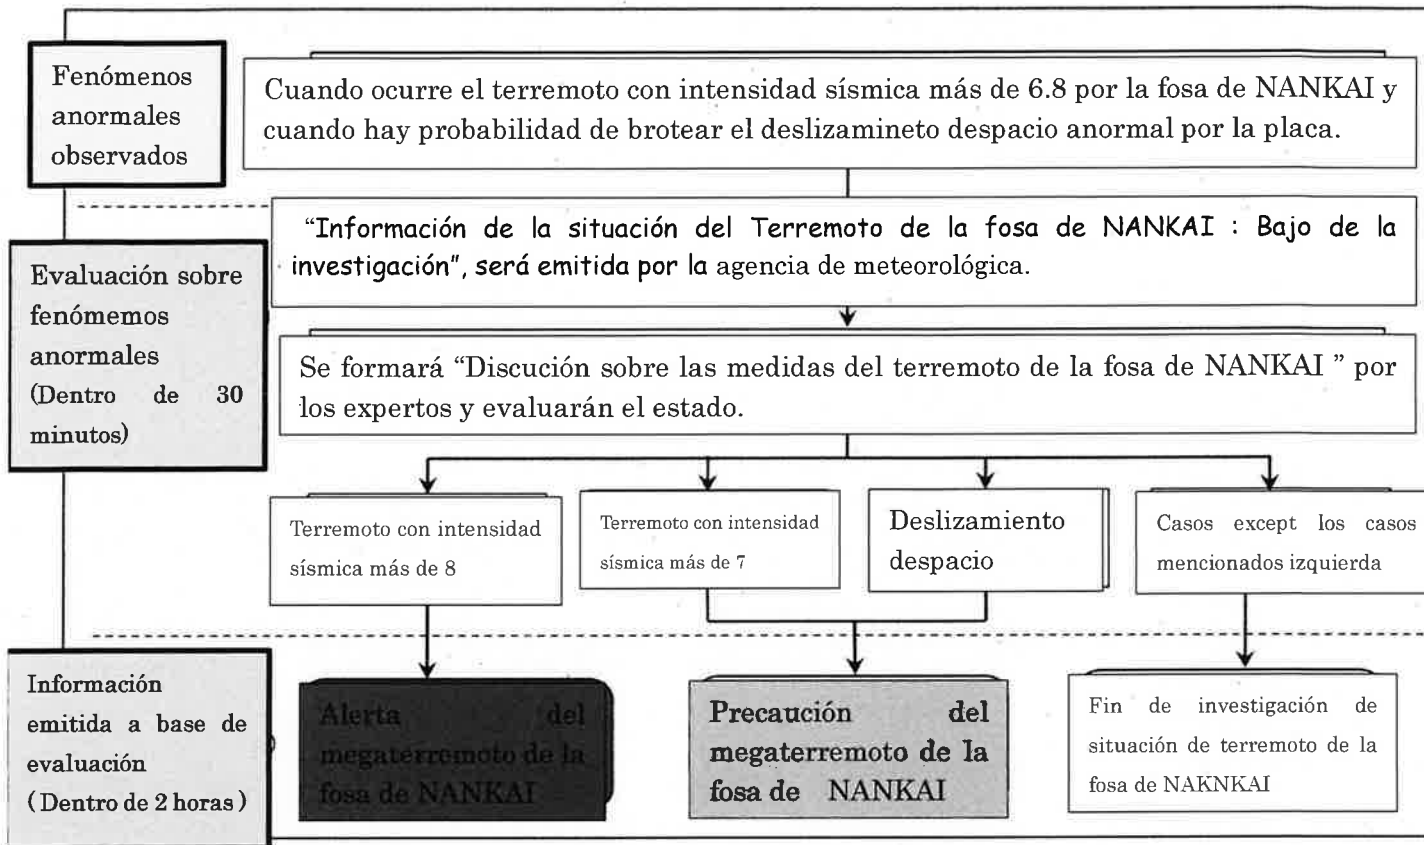 Fenómenos
anormales
observados
Cuando ocurre el terremoto con intensidad sísmica más de 6.8 por la fosa de NANKAI y
cuando hay probabilidad de brotear el deslizamineto despacio anormal por la placa.
“Información de la situación del Terremoto de la fosa de NANKAI : Bajo de la
investigación”, será emitida por la agencia de meteorológica.
Evaluación sobre
fenómemos
anormales
(Dentro de 30
minutos)
Se formará “Discución sobre las medidas del terremoto de la fosa de NANKAI ” por
los expertos y evaluarán el estado.
Terremoto con intensidad
sísmica más de 8
Terremoto con intensidad
sísmica más de 7
Deslizamiento
despacio
Casos except los casos
mencionados izquierda
Información
emitida a base de
evaluación
( Dentro de 2 horas )
Alerta del
megaterremoto de la
fosa de NANKAI
Precaución del
megaterremoto de la
fosa de NANKAI
Fin de investigación de
situación de terremoto de la
fosa de NAKNKAI